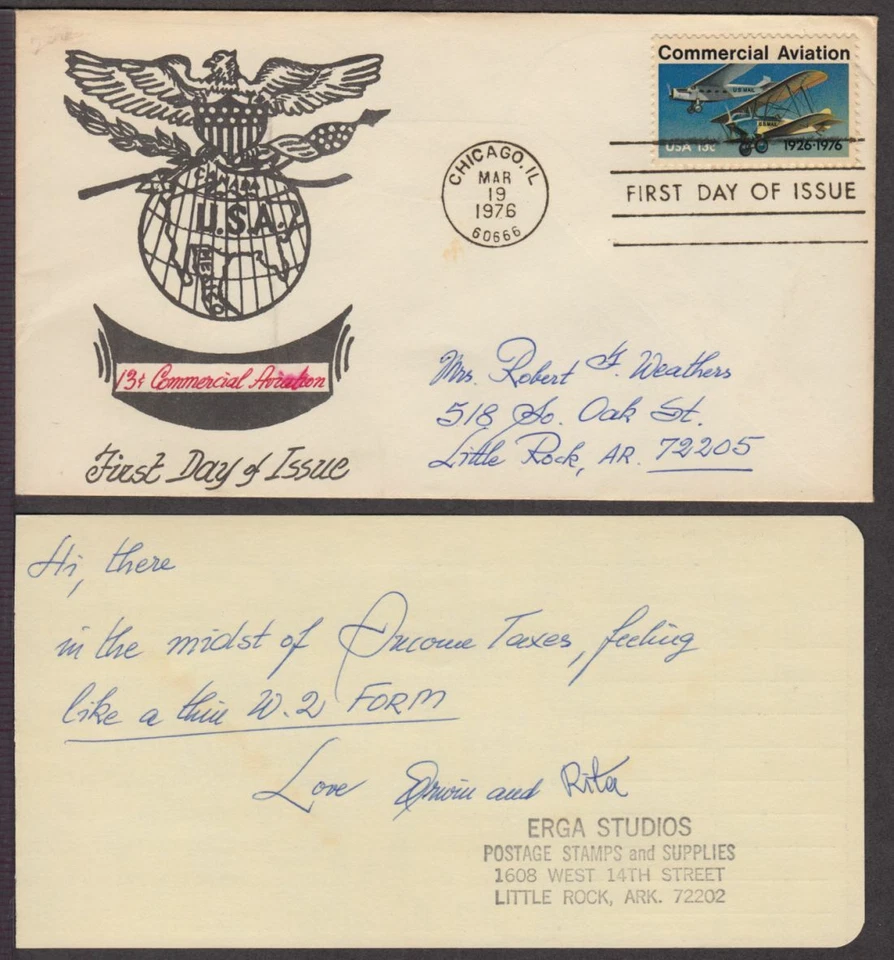 Commercial Aviation
U.S. MAIL
U.S. MAIL
USA 13c
1926·1976
CHICAGO, IL
MAR
19
1976
60666
FIRST DAY OF ISSUE
CANADA
U.S.A.
13¢ Commercial Aviation
First Day of Issue
Mrs. Robert F. Weathers
518 So. Oak St.
Little Rock, AR. 72205
Hi, there
in the midst of Income Taxes, feeling
like a thin W.2 FORM
Love Erwin and Rita
ERGA STUDIOS
POSTAGE STAMPS and SUPPLIES
1608 WEST 14TH STREET
LITTLE ROCK, ARK. 72202